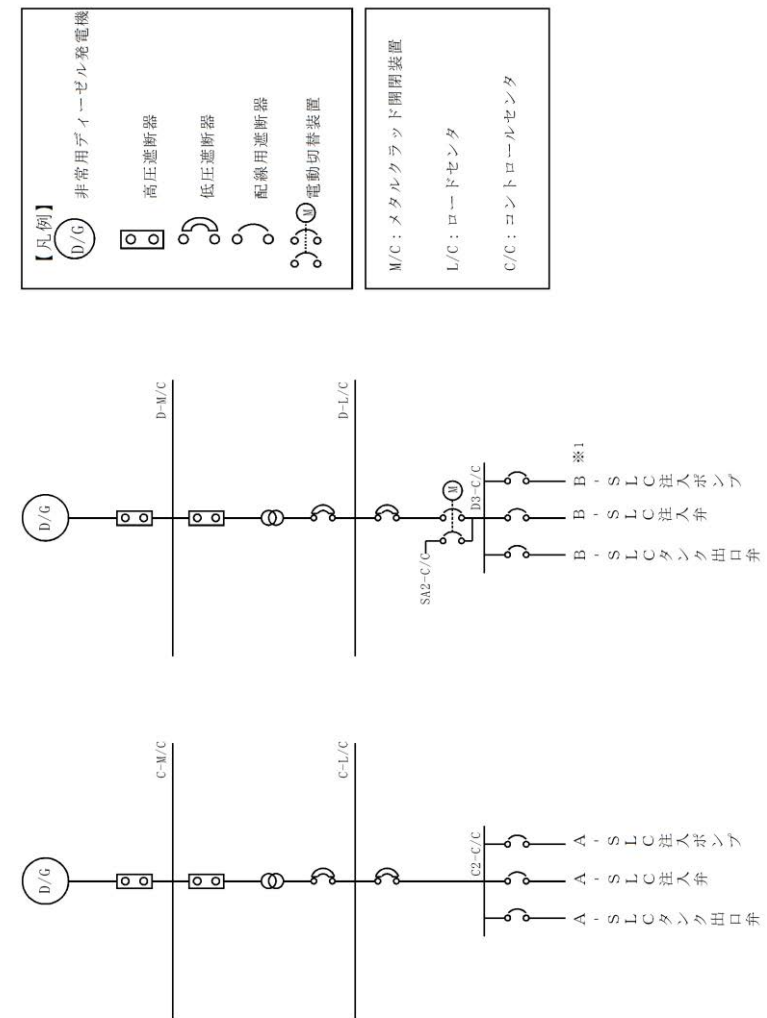 【凡例】
D/G
非常用ディーゼル発電機
高圧遮断器
低圧遮断器
配線用遮断器
M
電動切替装置
M/C：メタルクラッド開閉装置
L/C：ロードセンタ
C/C：コントロールセンタ
D/G
D-M/C
D-L/C
SA2-C/C
M
D3-C/C
※1
B-SLC注入ポンプ
B-SLC注入弁
B-SLCタンク出口弁
D/G
C-M/C
C-L/C
C2-C/C
A-SLC注入ポンプ
A-SLC注入弁
A-SLCタンク出口弁